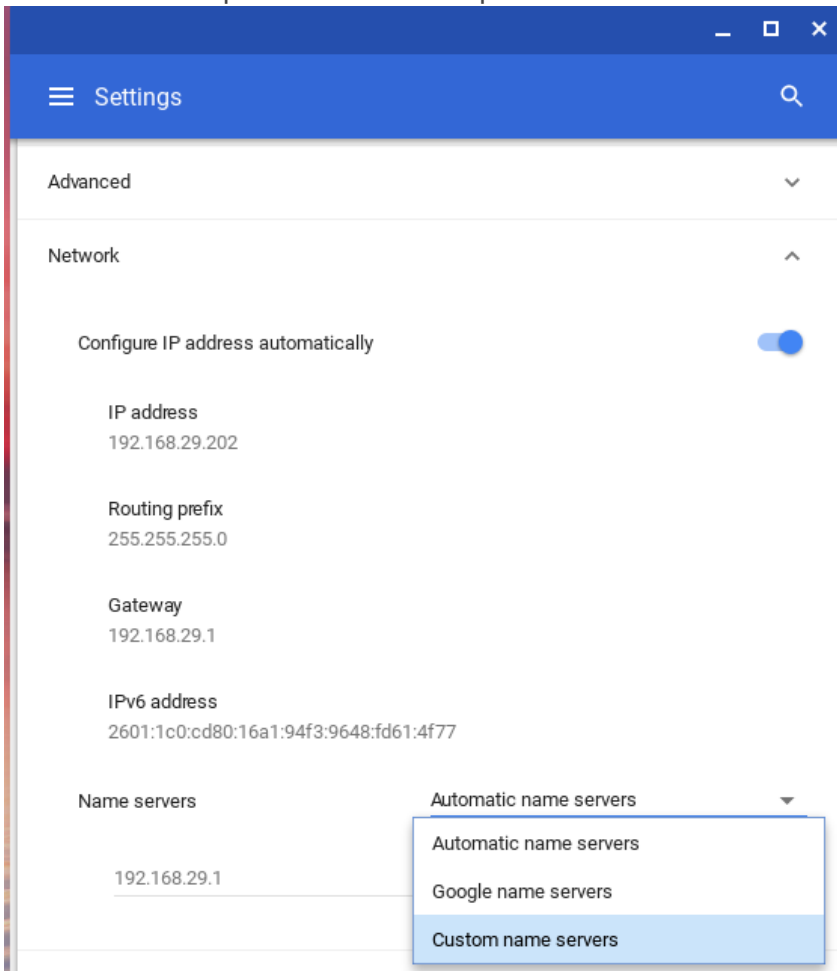 Settings
Advanced
Network
Configure IP address automatically
IP address
192.168.29.202
Routing prefix
255.255.255.0
Gateway
192.168.29.1
IPv6 address
2601:1c0:cd80:16a1:94f3:9648:fd61:4f77
Name servers
Automatic name servers
Automatic name servers
192.168.29.1
Google name servers
Custom name servers